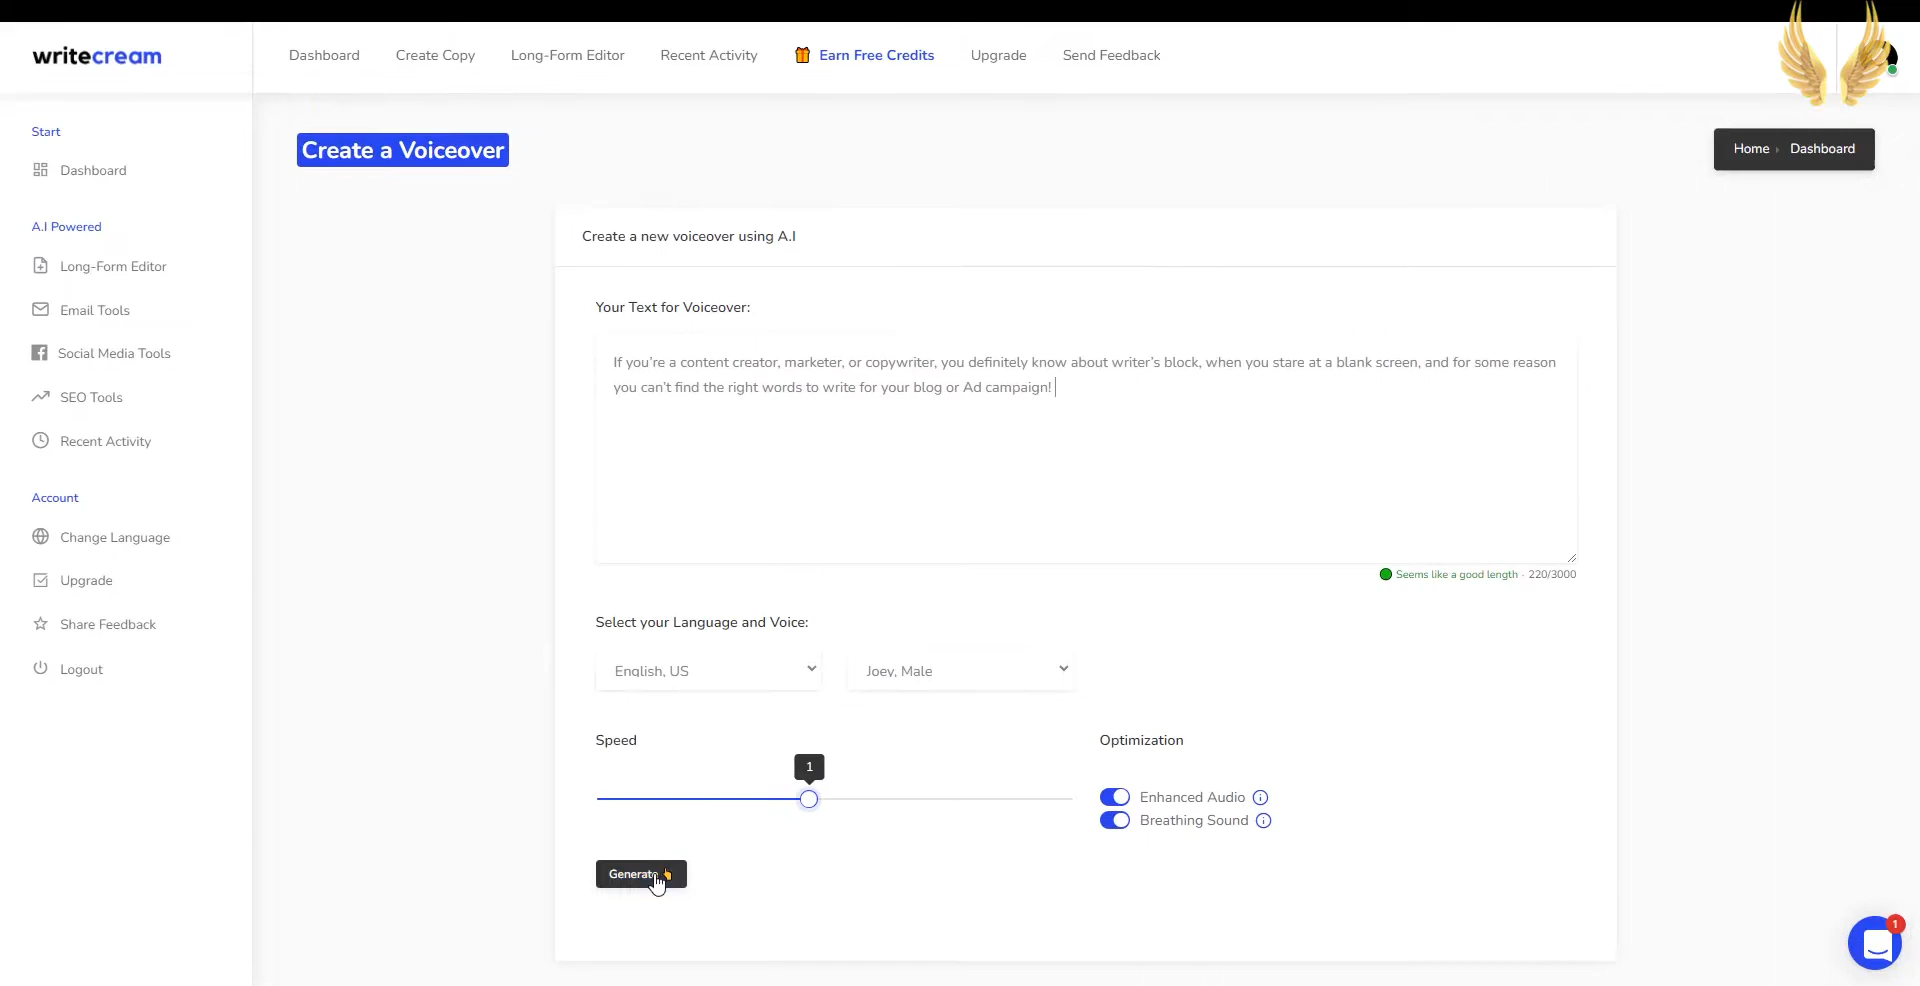 writecream
Dashboard
Create Copy
Long-Form Editor
Recent Activity
Earn Free Credits
Upgrade
Send Feedback
Start
Dashboard
A.I Powered
Long-Form Editor
Email Tools
Social Media Tools
SEO Tools
Recent Activity
Account
Change Language
Upgrade
Share Feedback
Logout
Create a Voiceover
Home
Dashboard
Create a new voiceover using A.I
Your Text for Voiceover:
If you’re a content creator, marketer, or copywriter, you definitely know about writer’s block, when you stare at a blank screen, and for some reason
you can’t find the right words to write for your blog or Ad campaign!
Seems like a good length - 220/3000
Select your Language and Voice:
English, US
Joey, Male
Speed
1
Optimization
Enhanced Audio
Breathing Sound
Generate
1